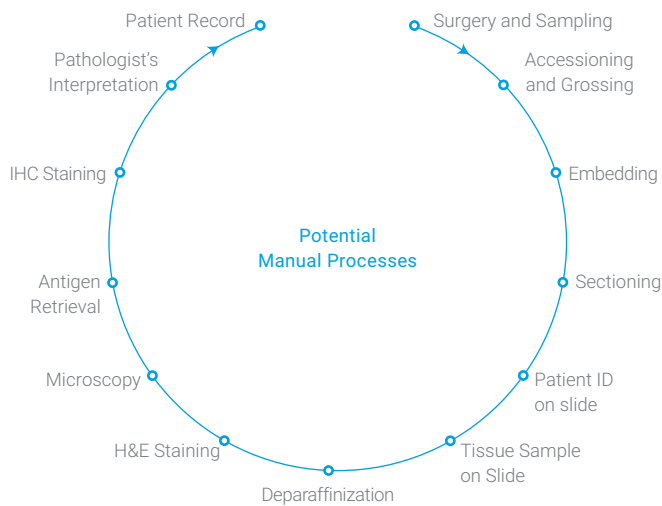 Patient Record
Surgery and Sampling
Pathologist's
Interpretation
Accessioning
and Grossing
IHC Staining
Embedding
Potential
Manual Processes
Antigen
Retrieval
Sectioning
Microscopy
Patient ID
on slide
H&E Staining
Tissue Sample
on Slide
Deparaffinization